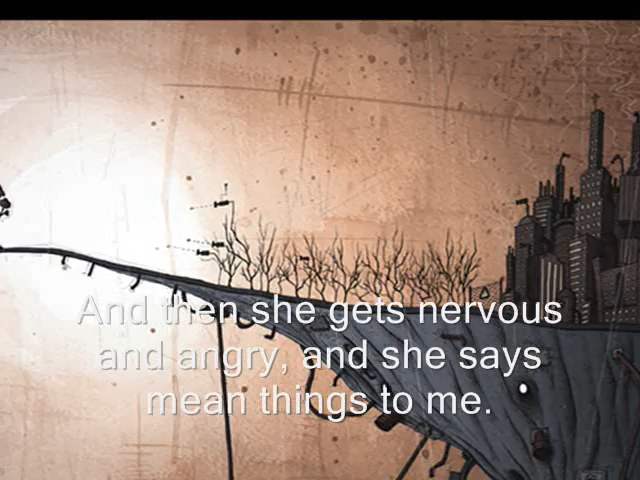 And then she gets nervous
and angry, and she says
mean things to me.